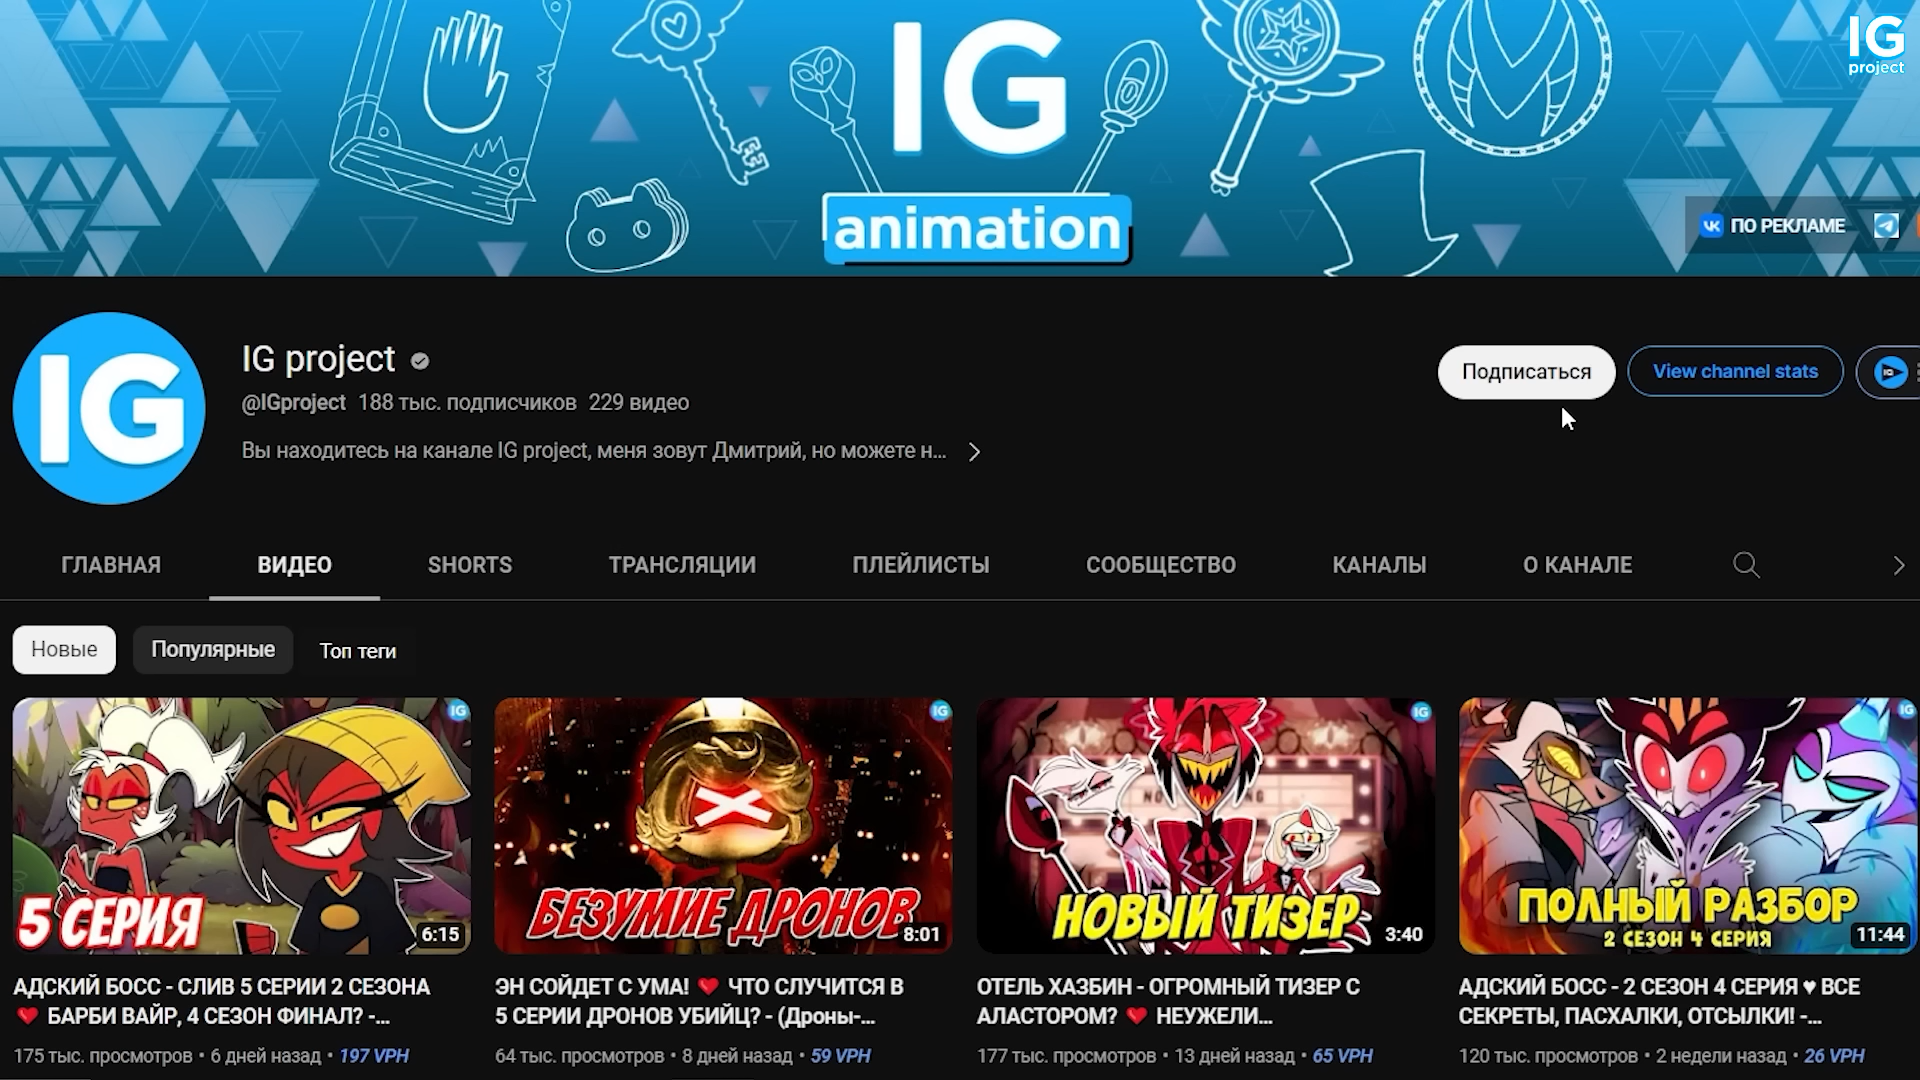 IG
project
IG
animation
ПО РЕКЛАМЕ
IG
IG project
@IGproject 188 тыс. подписчиков 229 видео
Вы находитесь на канале IG project, меня зовут Дмитрий, но можете н...
Подписаться
View channel stats
ГЛАВНАЯ
ВИДЕО
SHORTS
ТРАНСЛЯЦИИ
ПЛЕЙЛИСТЫ
СООБЩЕСТВО
КАНАЛЫ
О КАНАЛЕ
Новые
Популярные
Топ теги
IG
5 СЕРИЯ
6:15
IG
БЕЗУМИЕ ДРОНОВ
8:01
IG
НОВЫЙ ТИЗЕР
3:40
IG
ПОЛНЫЙ РАЗБОР
2 СЕЗОН 4 СЕРИЯ
11:44
АДСКИЙ БОСС - СЛИВ 5 СЕРИИ 2 СЕЗОНА
❤️ БАРБИ ВАЙР, 4 СЕЗОН ФИНАЛ? -...
175 тыс. просмотров • 6 дней назад • 197 VPH
ЭН СОЙДЕТ С УМА! ❤️ ЧТО СЛУЧИТСЯ В
5 СЕРИИ ДРОНОВ УБИЙЦ? - (Дроны-...
64 тыс. просмотров • 8 дней назад • 59 VPH
ОТЕЛЬ ХАЗБИН - ОГРОМНЫЙ ТИЗЕР С
АЛАСТОРОМ? ❤️ НЕУЖЕЛИ...
177 тыс. просмотров • 13 дней назад • 65 VPH
АДСКИЙ БОСС - 2 СЕЗОН 4 СЕРИЯ ♥ ВСЕ
СЕКРЕТЫ, ПАСХАЛКИ, ОТСЫЛКИ! -...
120 тыс. просмотров • 2 недели назад • 26 VPH